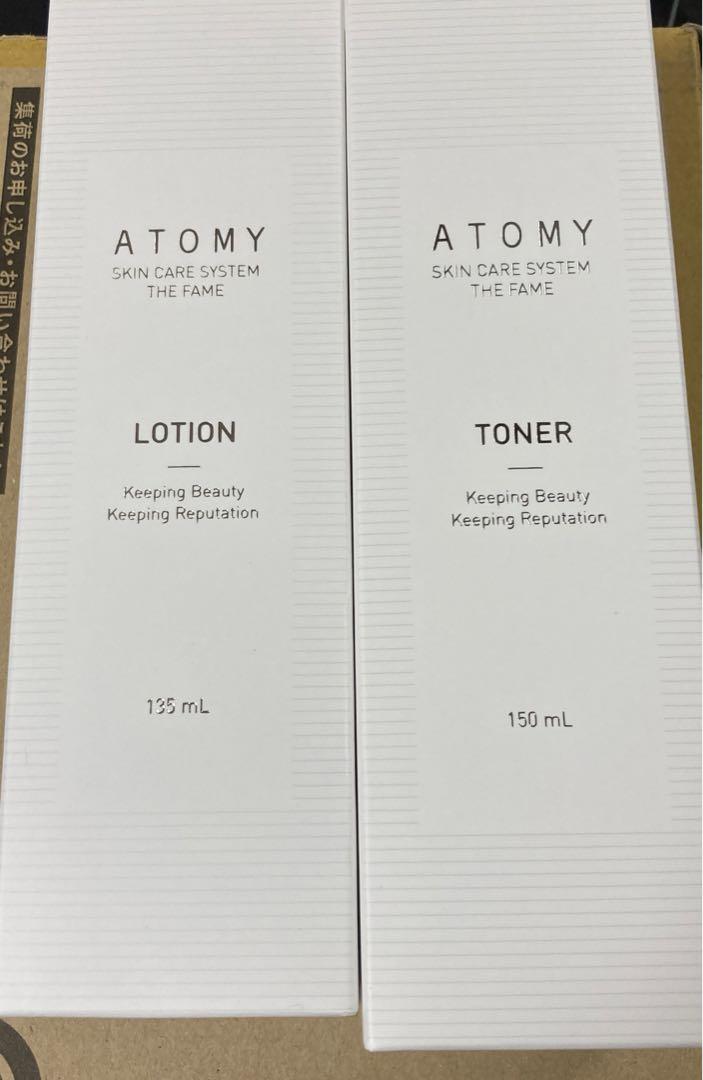 集荷のお申し込み・お問い合わせは
ATOMY
SKIN CARE SYSTEM
THE FAME
LOTION
Keeping Beauty
Keeping Reputation
135 mL
ATOMY
SKIN CARE SYSTEM
THE FAME
TONER
Keeping Beauty
Keeping Reputation
150 mL